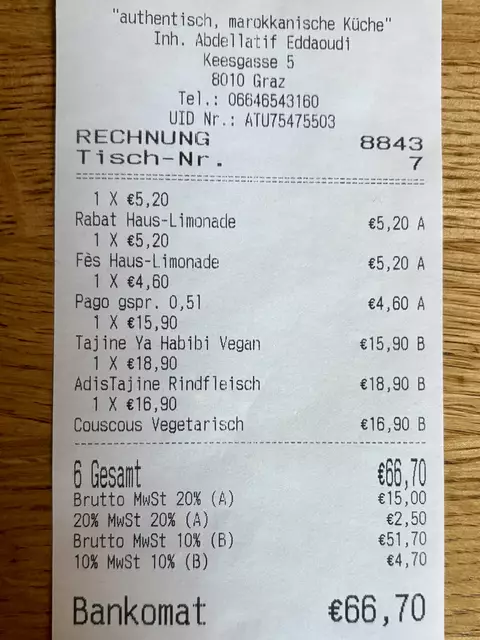 "authentisch, marokkanische Küche"
Inh. Abdellatif Eddaoudi
Keesgasse 5
8010 Graz
Tel.: 06646543160
UID Nr.: ATU75475503
RECHNUNG 8843
Tisch-Nr. 7
1 X €5,20
Rabat Haus-Limonade €5,20 A
1 X €5,20
Fès Haus-Limonade €5,20 A
1 X €4,60
Pago gspr. 0,5l €4,60 A
1 X €15,90
Tajine Ya Habibi Vegan €15,90 B
1 X €18,90
AdisTajine Rindfleisch €18,90 B
1 X €16,90
Couscous Vegetarisch €16,90 B
6 Gesamt €66,70
Brutto MwSt 20% (A) €15,00
20% MwSt 20% (A) €2,50
Brutto MwSt 10% (B) €51,70
10% MwSt 10% (B) €4,70
Bankomat €66,70